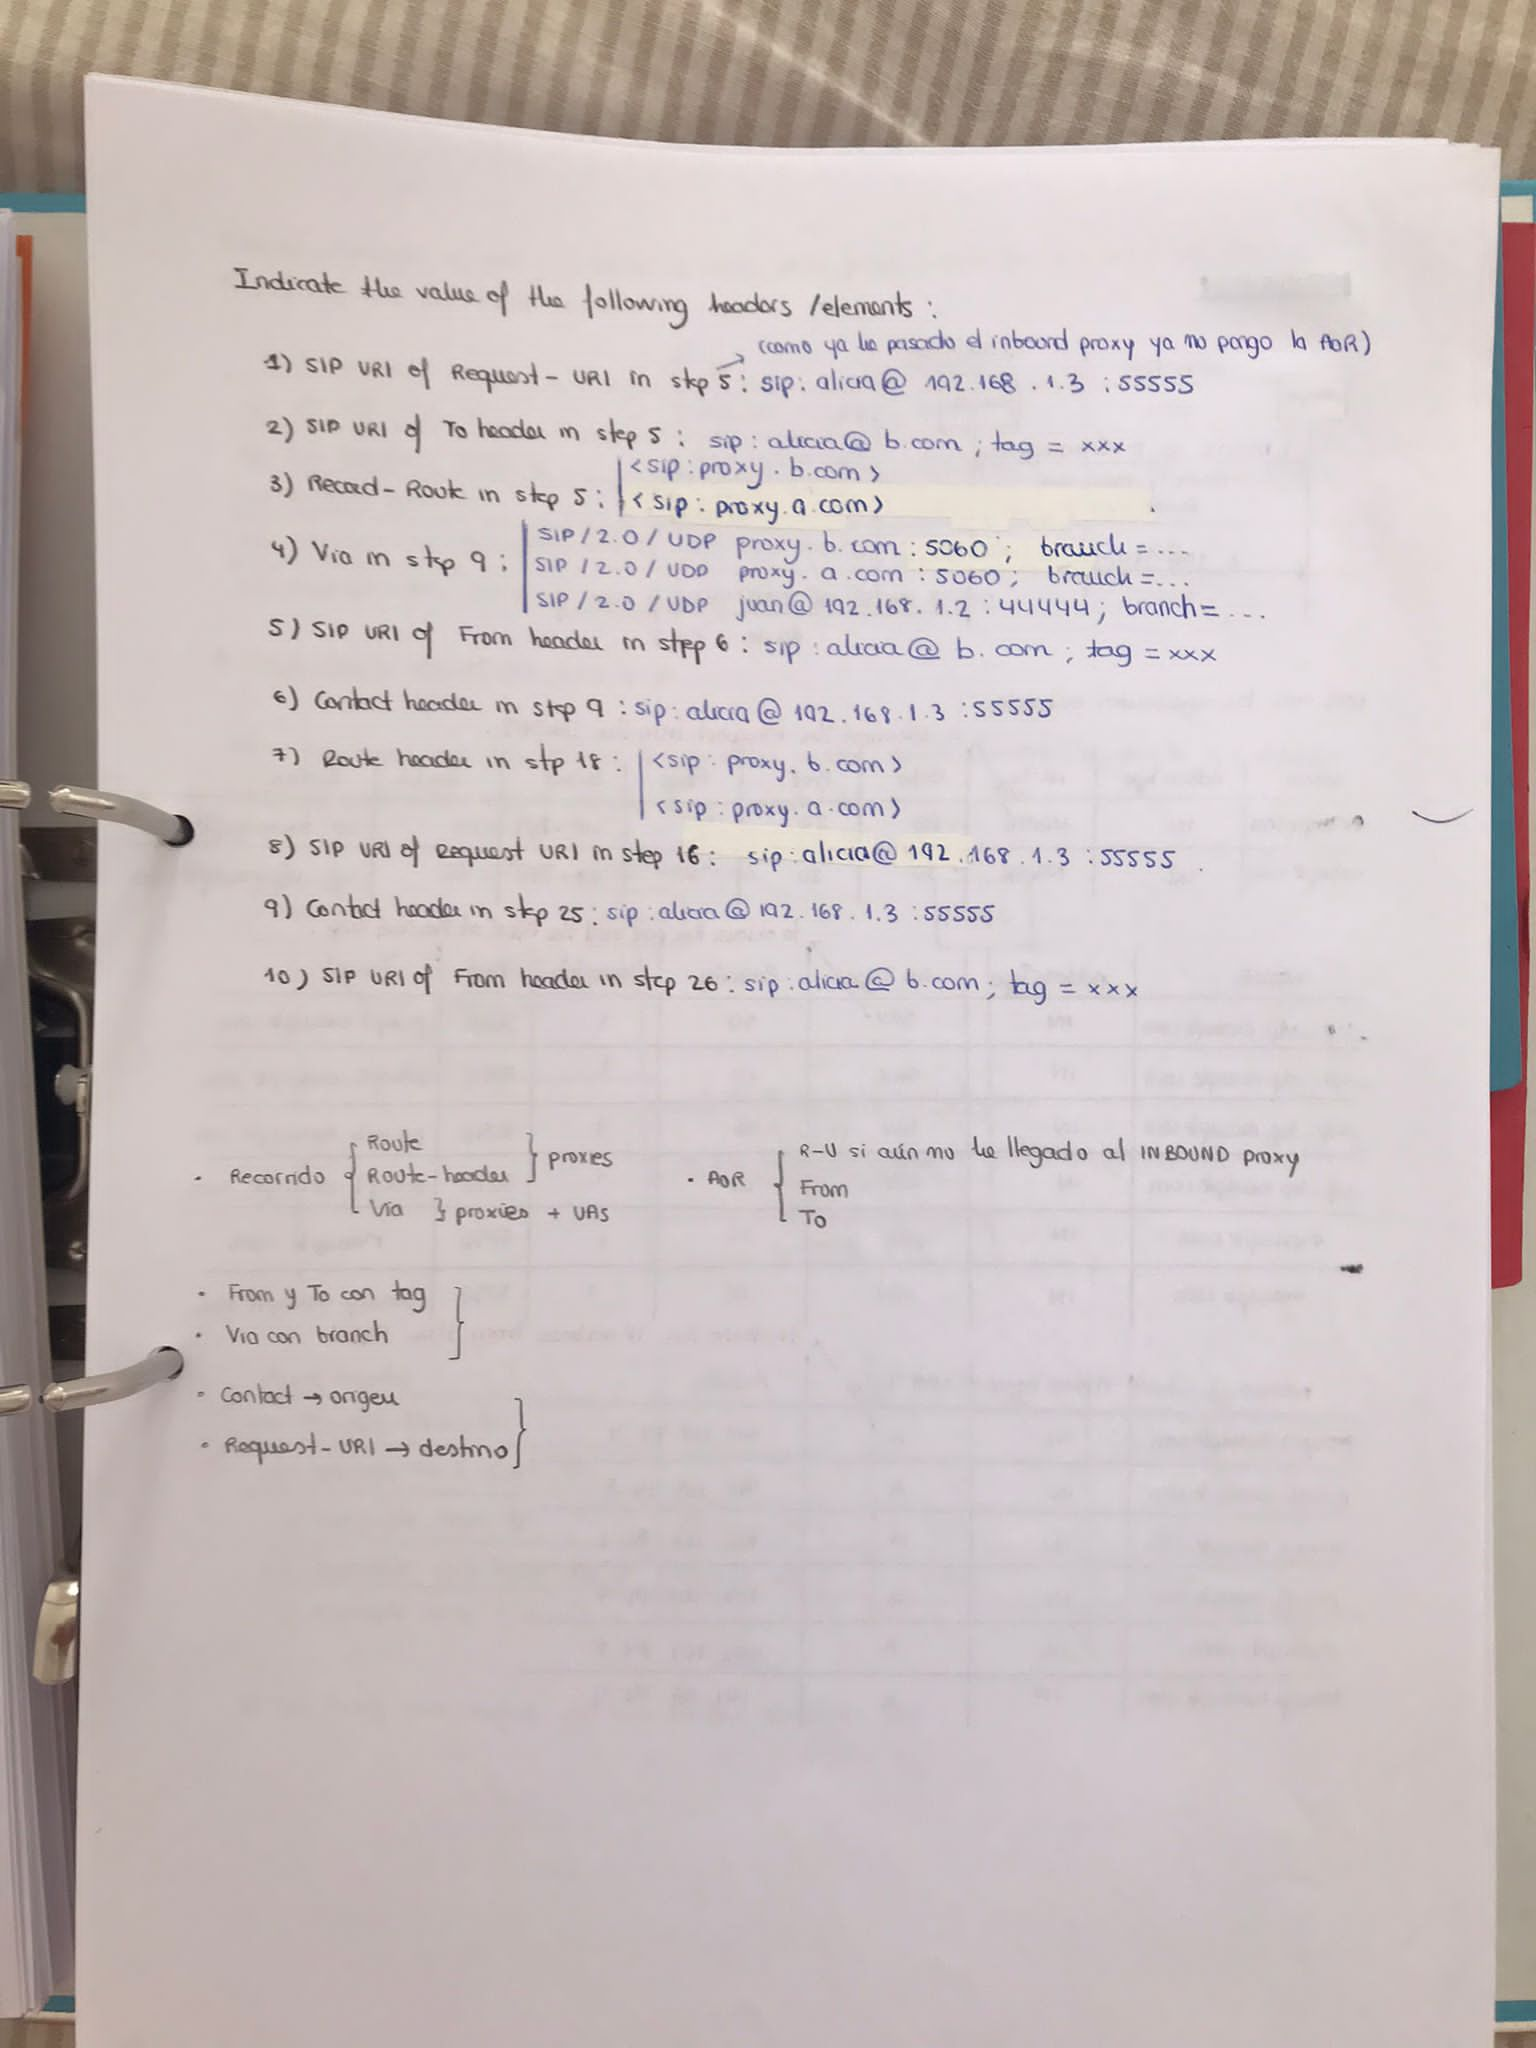 Indicate the value of the following headers /elements :
(como ya he pasado el inbound proxy ya no pongo la AOR)
1) SIP URI of Request-URI in step 5 : sip: alicia@ 192.168.1.3 :55555
2) SIP URI of To header in step 5 : sip: alicia@ b.com ; tag = xxx
3) Record-Route in step 5 : <sip:proxy.b.com>
<sip: proxy.a.com>
4) Via in step 9 : SIP/2.0/UDP proxy.b.com:5060 ; branch=...
SIP/2.0/UDP proxy.a.com:5060; branch=...
SIP/2.0/UDP juan@192.168.1.2:44444; branch=...
5) SIP URI of From header in step 6 : sip: alicia@ b.com ; tag = xxx
6) Contact header in step 9 : sip: alicia@ 192.168.1.3 :55555
7) Route header in step 18 : <sip: proxy.b.com>
<sip: proxy.a.com>
8) SIP URI of Request URI in step 16 : sip: alicia@ 192.168.1.3 :55555
9) Contact header in step 25 : sip: alicia@ 192.168.1.3 :55555
10) SIP URI of From header in step 26 : sip: alicia@ b.com; tag = xxx
· Recorrido { Route
Route-header } proxies
Via } proxies + UAs
· AOR { R-U si aún no he llegado al INBOUND proxy
From
To
· From y To con tag
· Via con branch
· Contact → origen
· Request-URI → destino